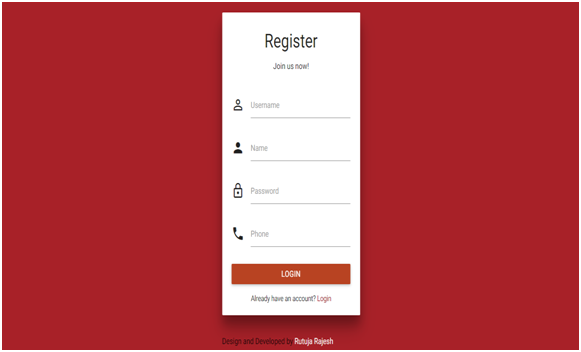 Register
Join us now!
Username
Name
Password
Phone
LOGIN
Already have an account? Login
Design and Developed by Rutuja Rajesh